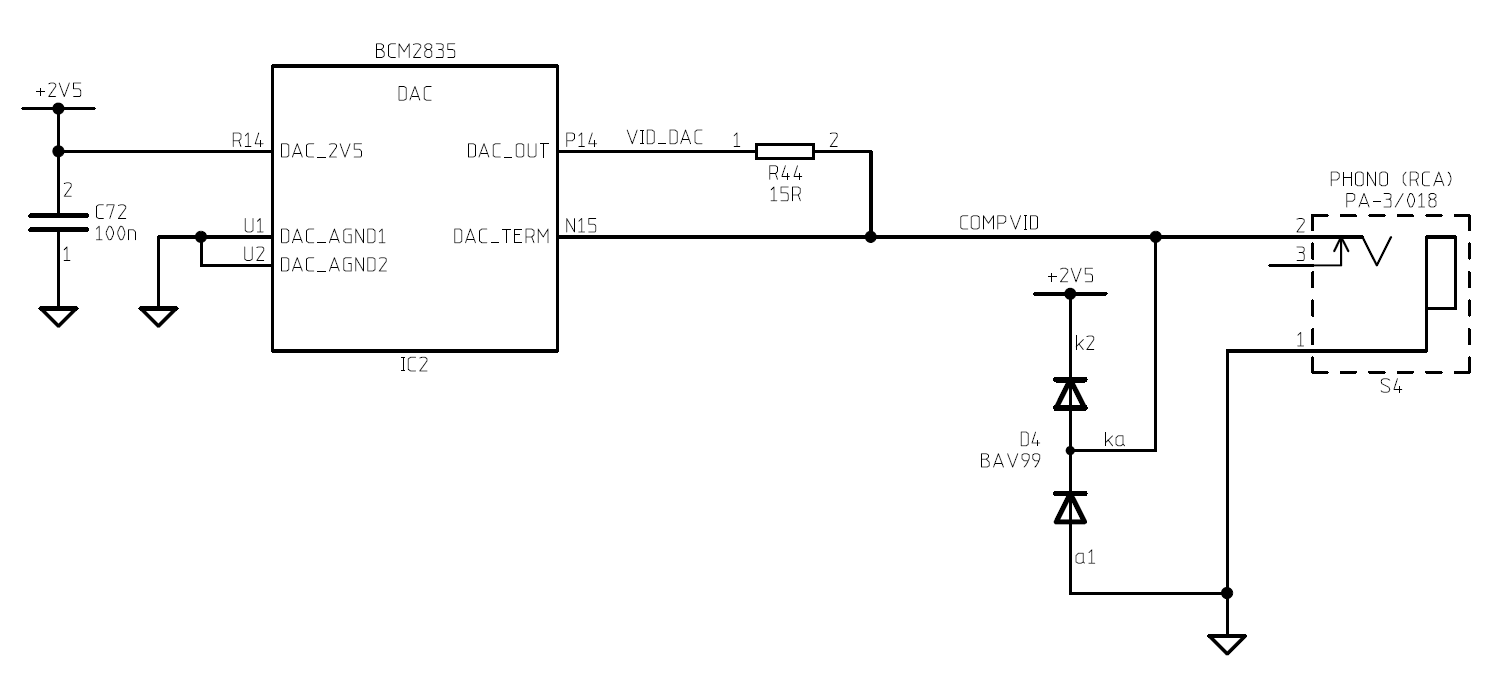 BCM2835
DAC
+2V5
R14
DAC_2V5
DAC_OUT
P14
VID_DAC
1
2
R44
15R
PHONO (RCA)
PA-3/018
2
C72
100n
1
U1
DAC_AGND1
U2
DAC_AGND2
DAC_TERM
N15
COMPVID
2
3
1
S4
+2V5
k2
IC2
D4
BAV99
ka
a1